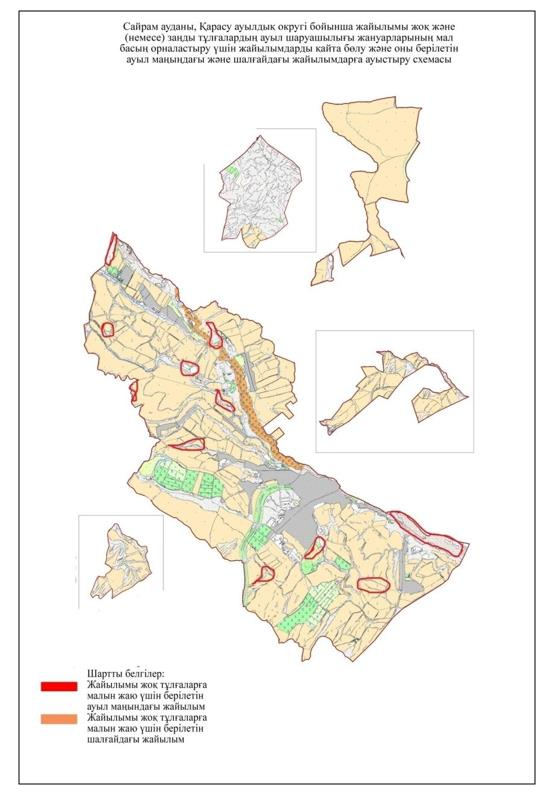 Сайрам ауданы, Қарасу ауылдық округі бойынша жайылымы жоқ және
(немесе) заңды тұлғалардың ауыл шаруашылығы жануарларының мал
басың орналастыру үшін жайылымдарды қайта бөлу және оны берілетін
ауыл маңындағы және шалғайдағы жайылымдарға ауыстыру схемасы
Шартты белгілер:
Жайылымы жоқ тұлғаларға
малын жаю үшін берілетін
ауыл маңындағы жайылым
Жайылымы жоқ тұлғаларға
малын жаю үшін берілетін
шалғайдағы жайылым